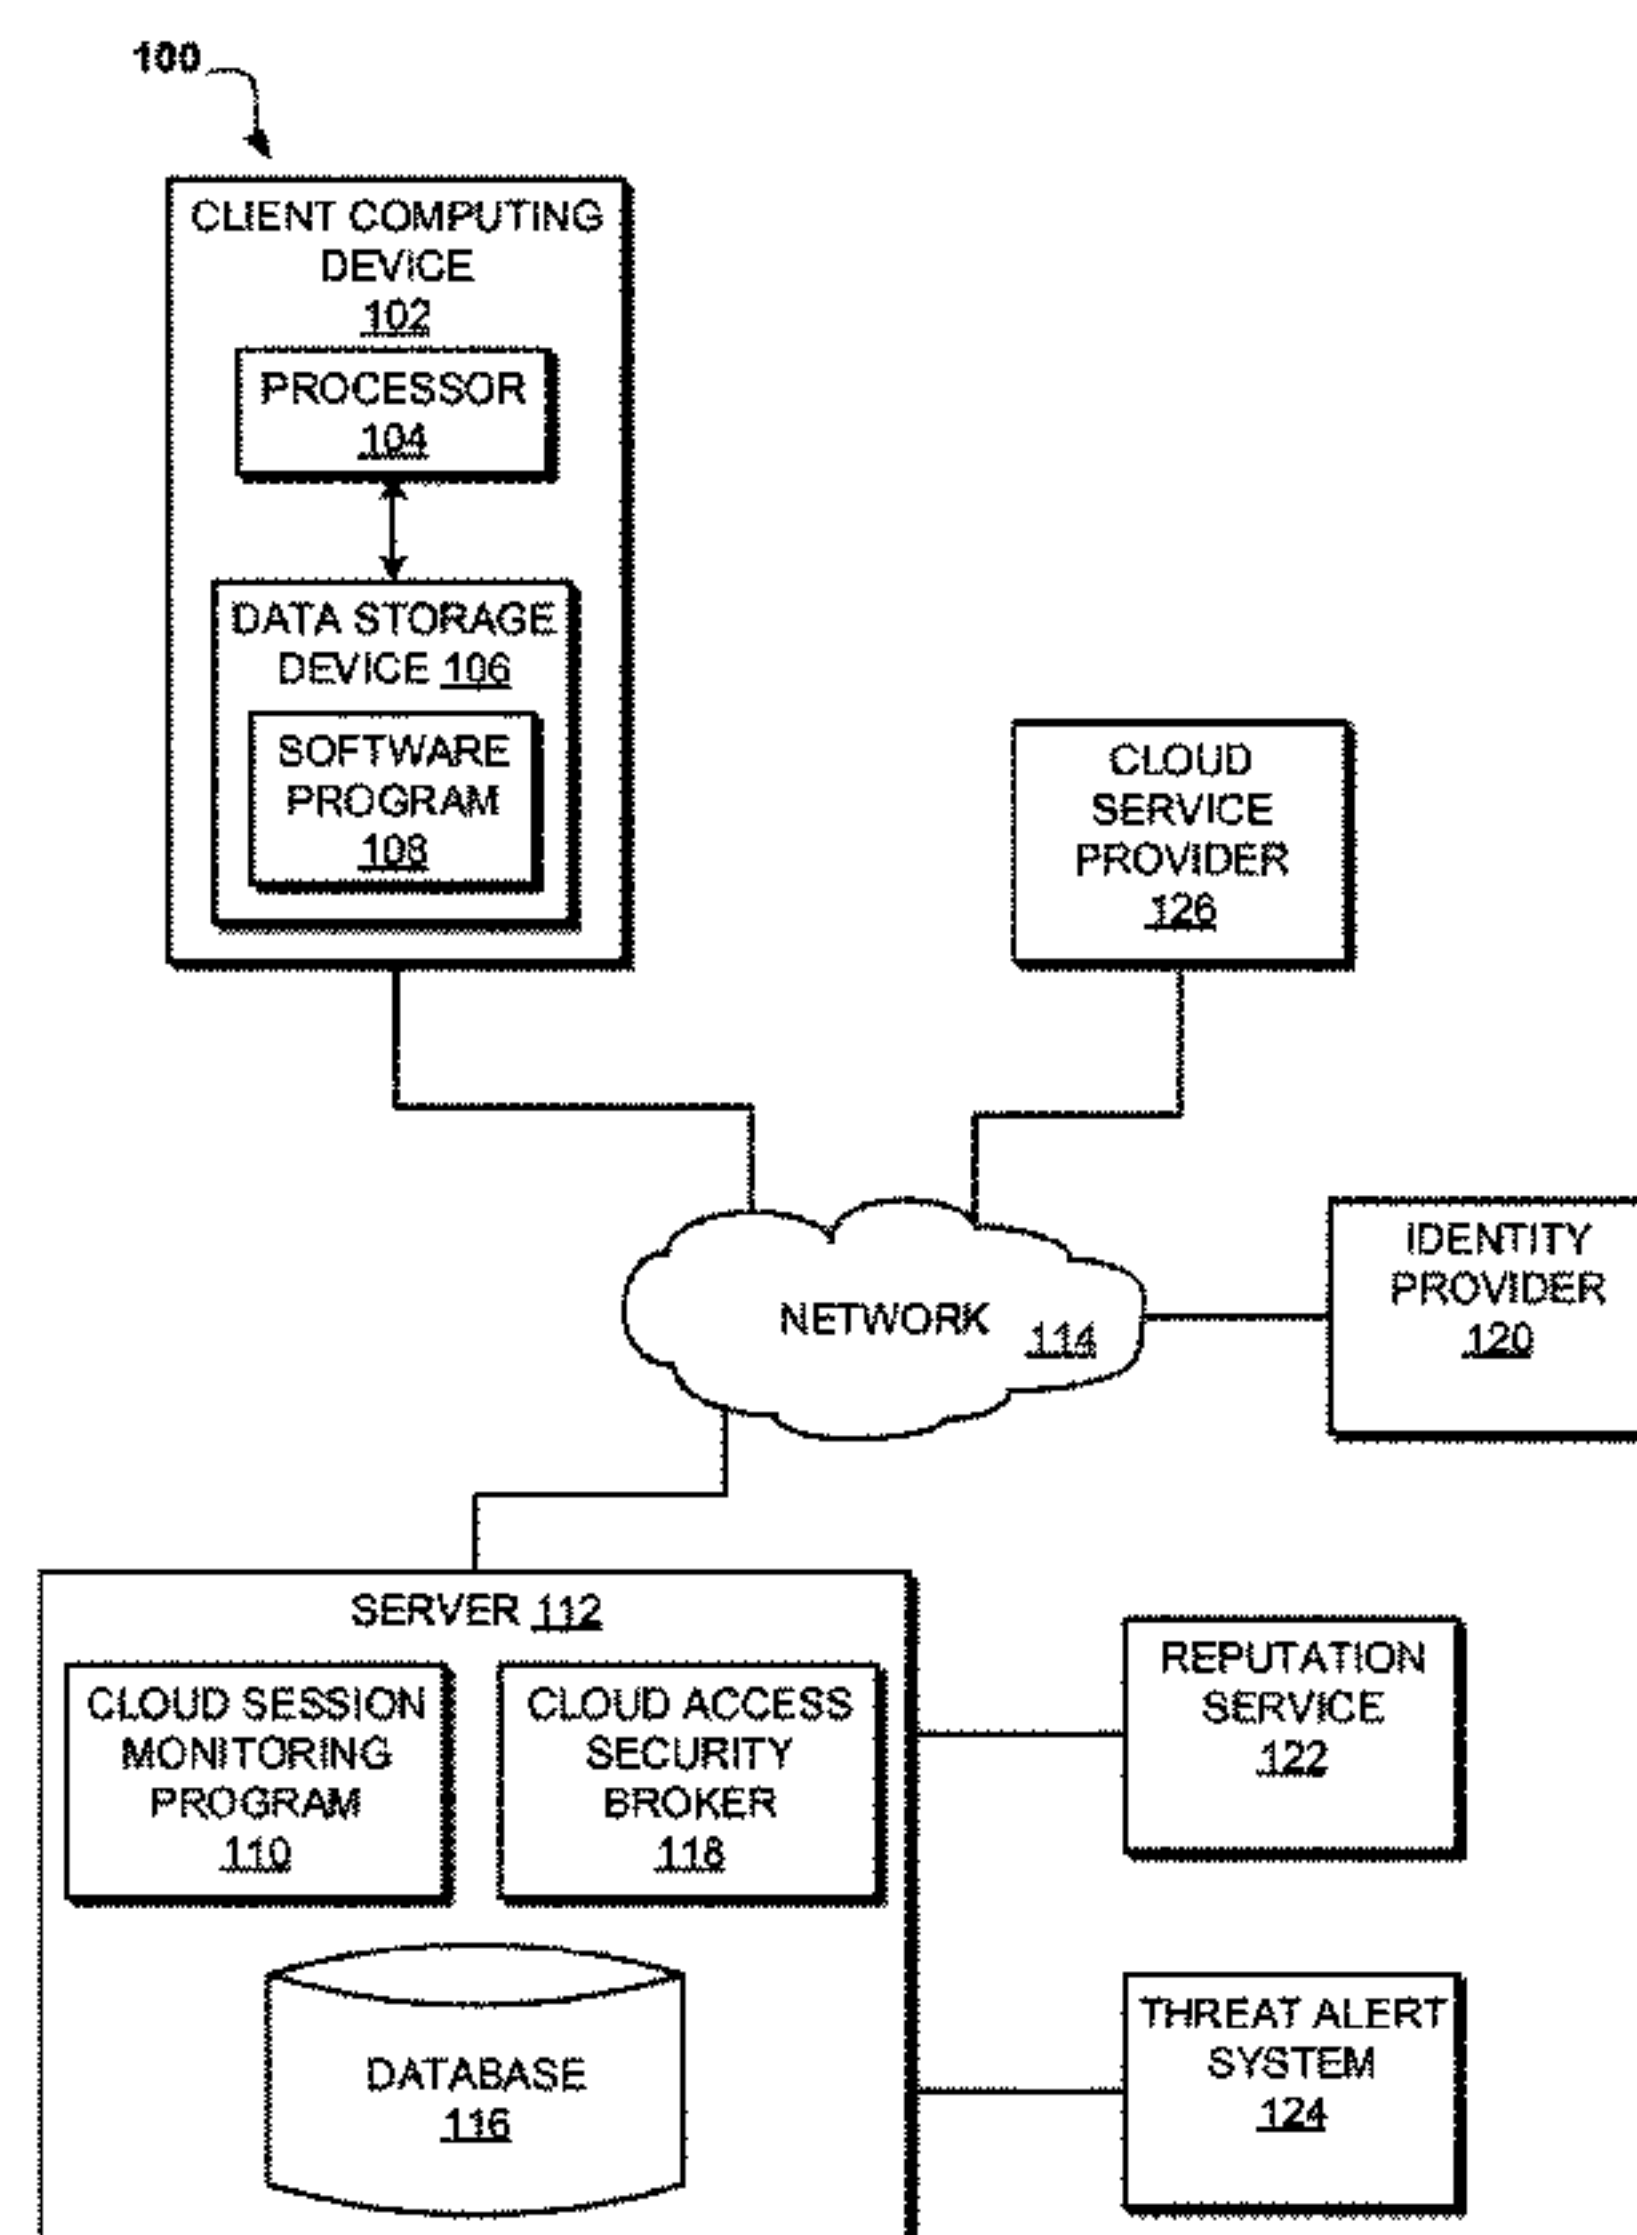 100
CLIENT COMPUTING
DEVICE
102
PROCESSOR
104
DATA STORAGE
DEVICE 106
SOFTWARE
PROGRAM
108
CLOUD
SERVICE
PROVIDER
126
NETWORK 114
IDENTITY
PROVIDER
120
SERVER 112
CLOUD SESSION
MONITORING
PROGRAM
110
CLOUD ACCESS
SECURITY
BROKER
118
DATABASE
116
REPUTATION
SERVICE
122
THREAT ALERT
SYSTEM
124